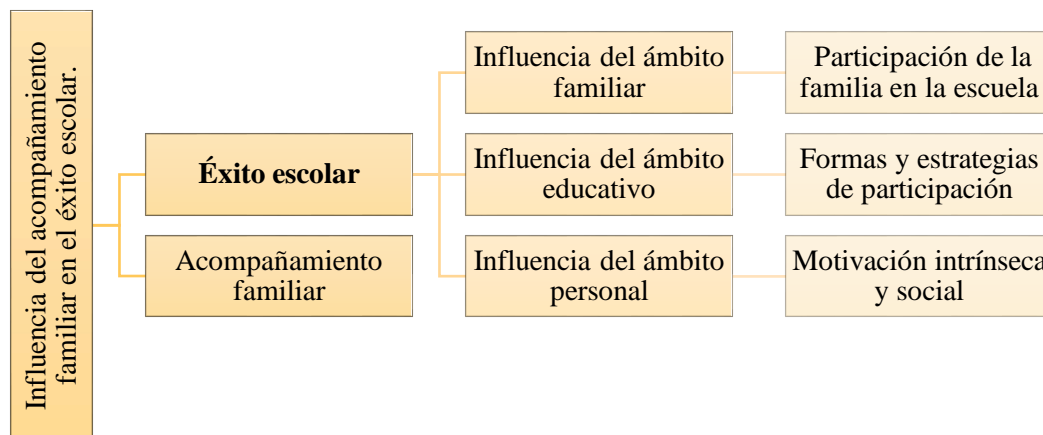 Influencia del acompañamiento
familiar en el éxito escolar.
Éxito escolar
Acompañamiento
familiar
Influencia del ámbito
familiar
Influencia del ámbito
educativo
Influencia del ámbito
personal
Participación de la
familia en la escuela
Formas y estrategias
de participación
Motivación intrínseca
y social